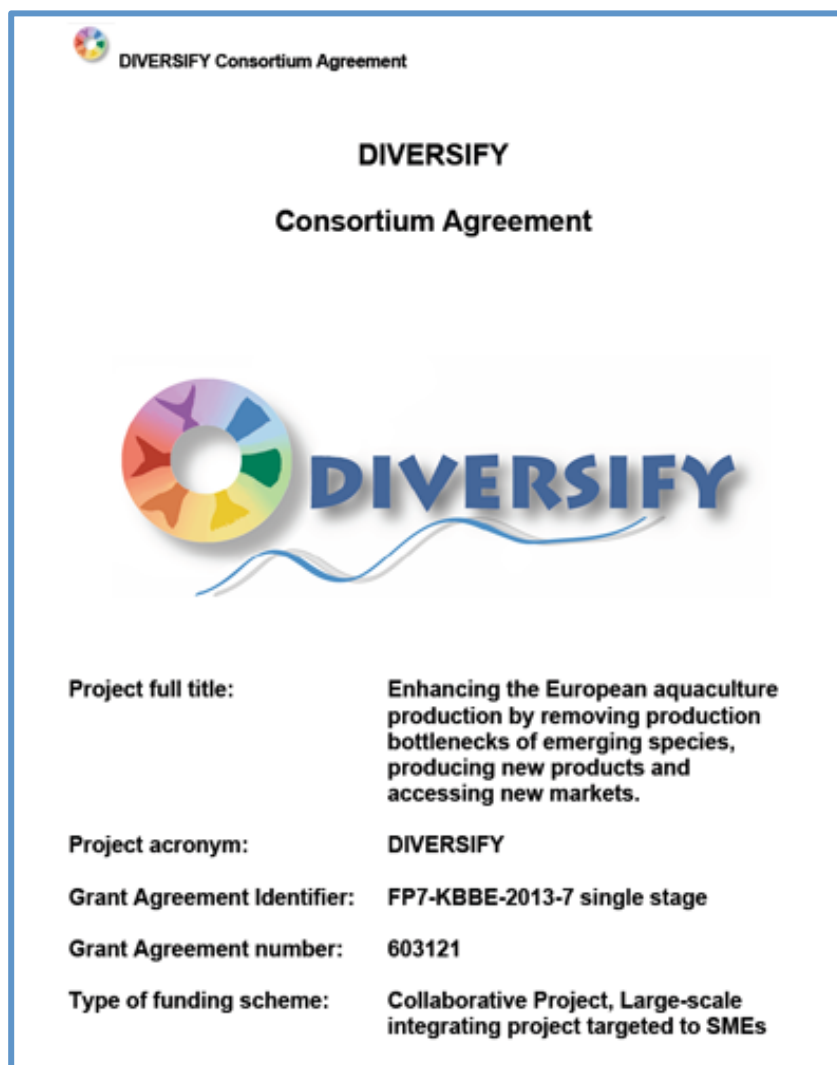 DIVERSIFY Consortium Agreement
DIVERSIFY
Consortium Agreement
DIVERSIFY
Project full title: Enhancing the European aquaculture
production by removing production
bottlenecks of emerging species,
producing new products and
accessing new markets.
Project acronym: DIVERSIFY
Grant Agreement Identifier: FP7-KBBE-2013-7 single stage
Grant Agreement number: 603121
Type of funding scheme: Collaborative Project, Large-scale
integrating project targeted to SMEs